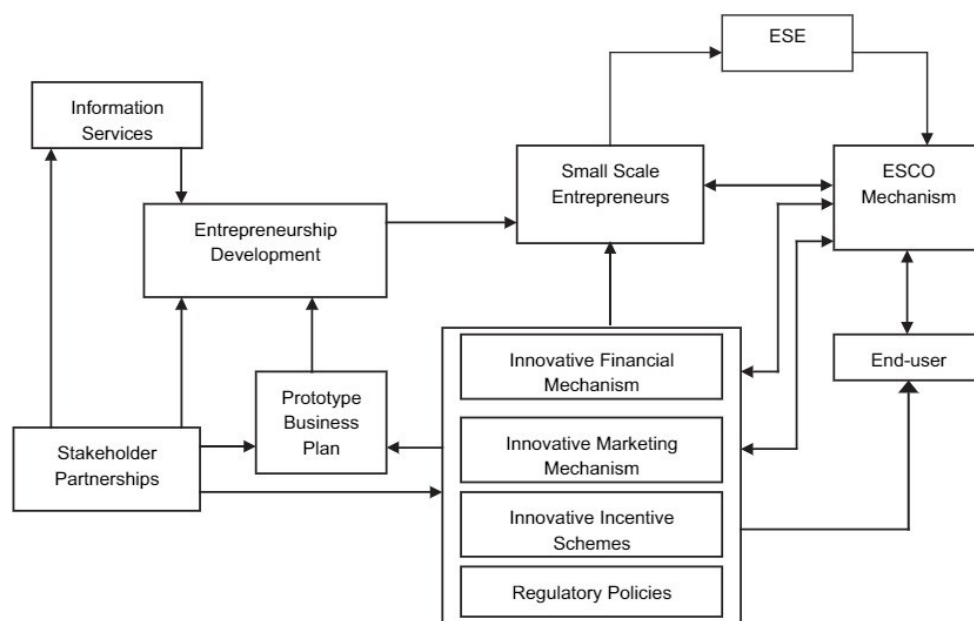 ESE
Information
Services
Small Scale
Entrepreneurs
ESCO
Mechanism
Entrepreneurship
Development
Innovative Financial
Mechanism
End-user
Prototype
Business
Plan
Innovative Marketing
Mechanism
Stakeholder
Partnerships
Innovative Incentive
Schemes
Regulatory Policies